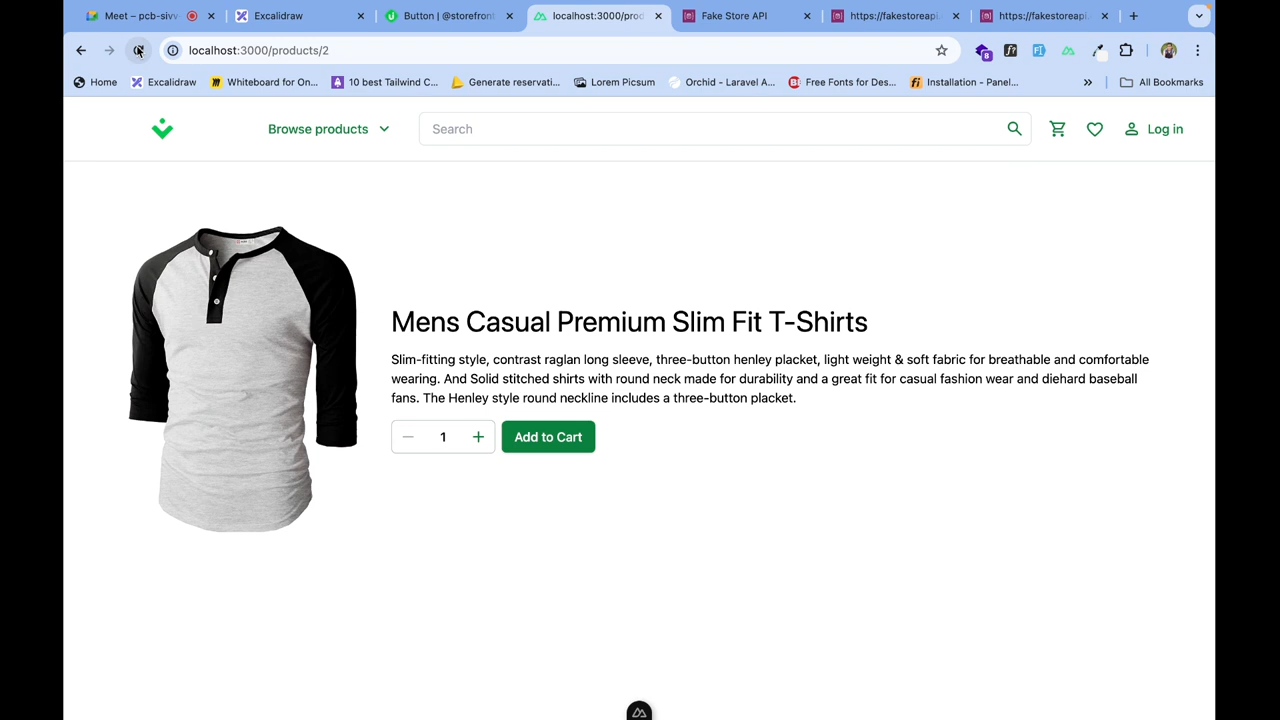 Meet – pcb-sivv
Excalidraw
Button | @storefront
localhost:3000/prod
Fake Store API
https://fakestoreapi.
https://fakestoreapi.
localhost:3000/products/2
8
Home
Excalidraw
Whiteboard for On...
10 best Tailwind C...
Generate reservati...
Lorem Picsum
Orchid - Laravel A...
Free Fonts for Des...
Installation - Panel...
All Bookmarks
Browse products
Search
Log in
Mens Casual Premium Slim Fit T-Shirts
Slim-fitting style, contrast raglan long sleeve, three-button henley placket, light weight & soft fabric for breathable and comfortable
wearing. And Solid stitched shirts with round neck made for durability and a great fit for casual fashion wear and diehard baseball
fans. The Henley style round neckline includes a three-button placket.
1
Add to Cart